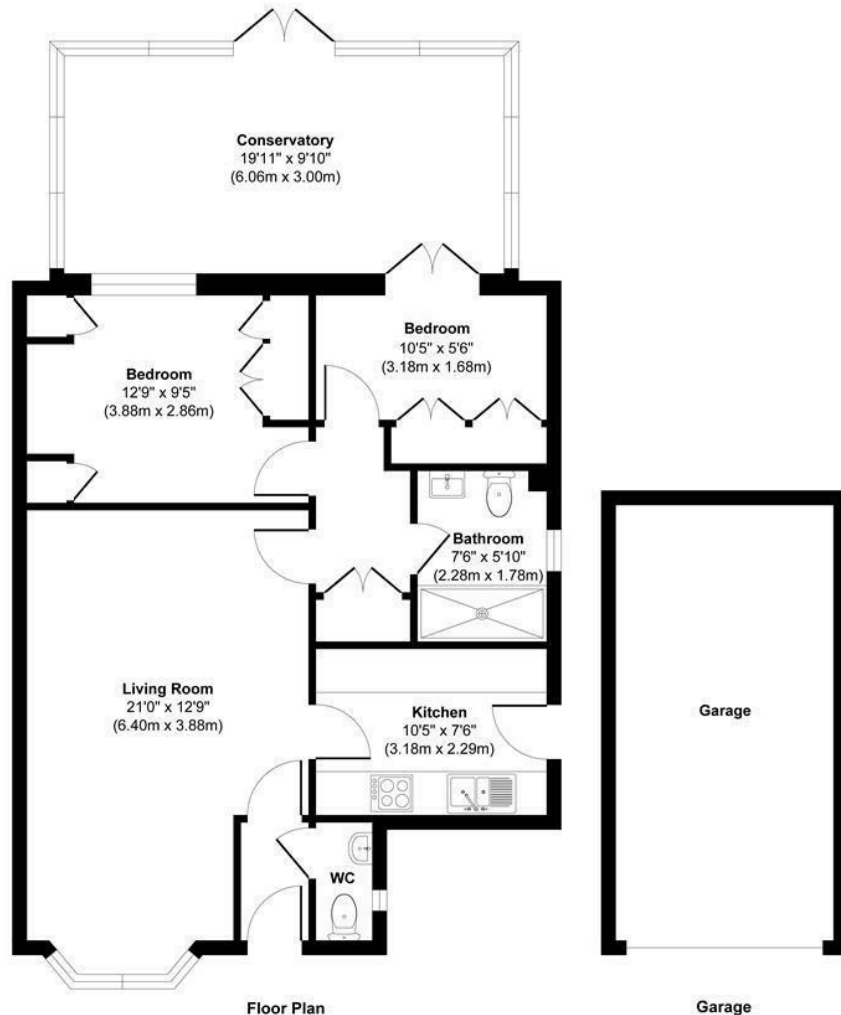 Conservatory
19'11" x 9'10"
(6.06m x 3.00m)
Bedroom
10'5" x 5'6"
(3.18m x 1.68m)
Bedroom
12'9" x 9'5"
(3.88m x 2.86m)
Bathroom
7'6" x 5'10"
(2.28m x 1.78m)
Living Room
21'0" x 12'9"
(6.40m x 3.88m)
Kitchen
10'5" x 7'6"
(3.18m x 2.29m)
Garage
WC
Floor Plan
Garage